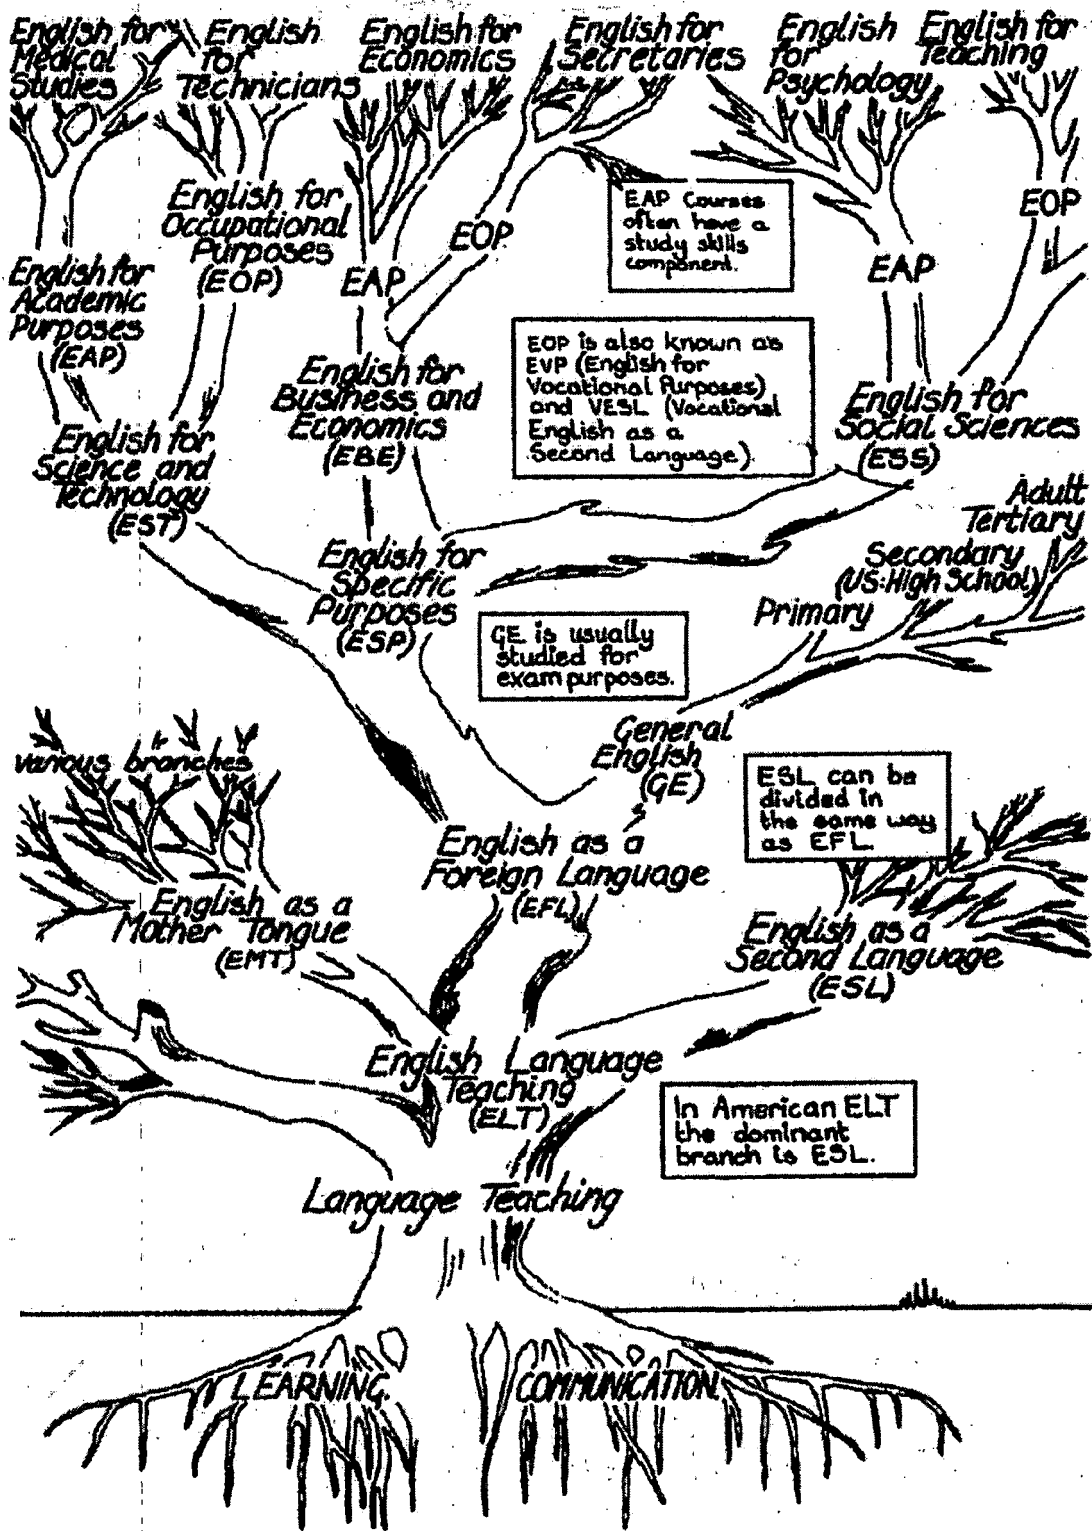 English for
Medical
Studies
English
for
Technicians
English for
Economics
English for
Secretaries
English
for
Psychology
English for
Teaching
English for
Occupational
Purposes
(EOP)
EOP
EAP Courses
often have a
study skills
component.
EOP
English for
Academic
Purposes
(EAP)
EAP
EAP
EOP is also known as
EVP (English for
Vocational Purposes)
and VESL (Vocational
English as a
Second Language).
English for
Business and
Economics
(EBE)
English for
Social Sciences
(ESS)
English for
Science and
Technology
(EST)
Adult
Tertiary
Secondary
(US:High School)
Primary
English for
Specific
Purposes
(ESP)
GE is usually
studied for
exam purposes.
General
English
(GE)
various branches
ESL can be
divided in
the same way
as EFL.
English as a
Foreign Language
(EFL)
English as a
Mother Tongue
(EMT)
English as a
Second Language
(ESL)
English Language
Teaching
(ELT)
In American ELT
the dominant
branch is ESL.
Language Teaching
LEARNING
COMMUNICATION